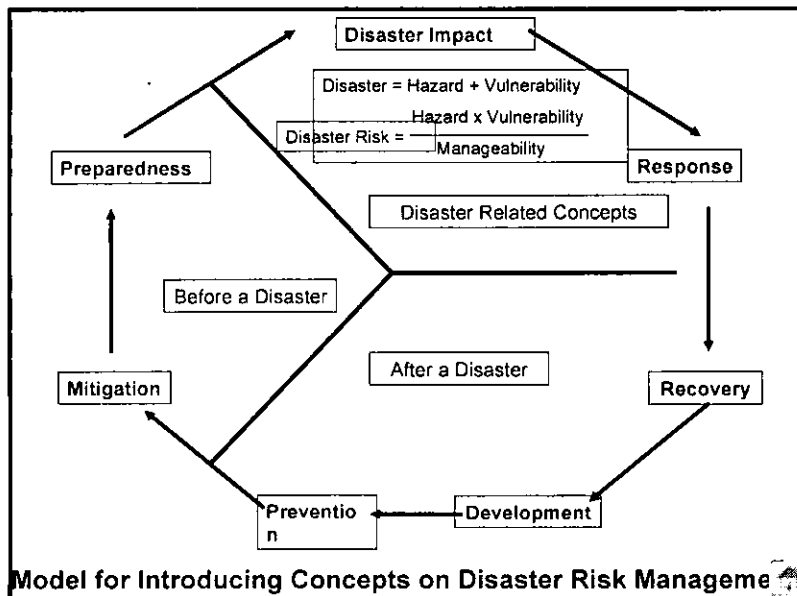 Disaster Impact
Disaster = Hazard + Vulnerability
Hazard x Vulnerability
Disaster Risk =
Manageability
Preparedness
Response
Disaster Related Concepts
Before a Disaster
After a Disaster
Mitigation
Recovery
Preventio
n
Development
Model for Introducing Concepts on Disaster Risk Manageme